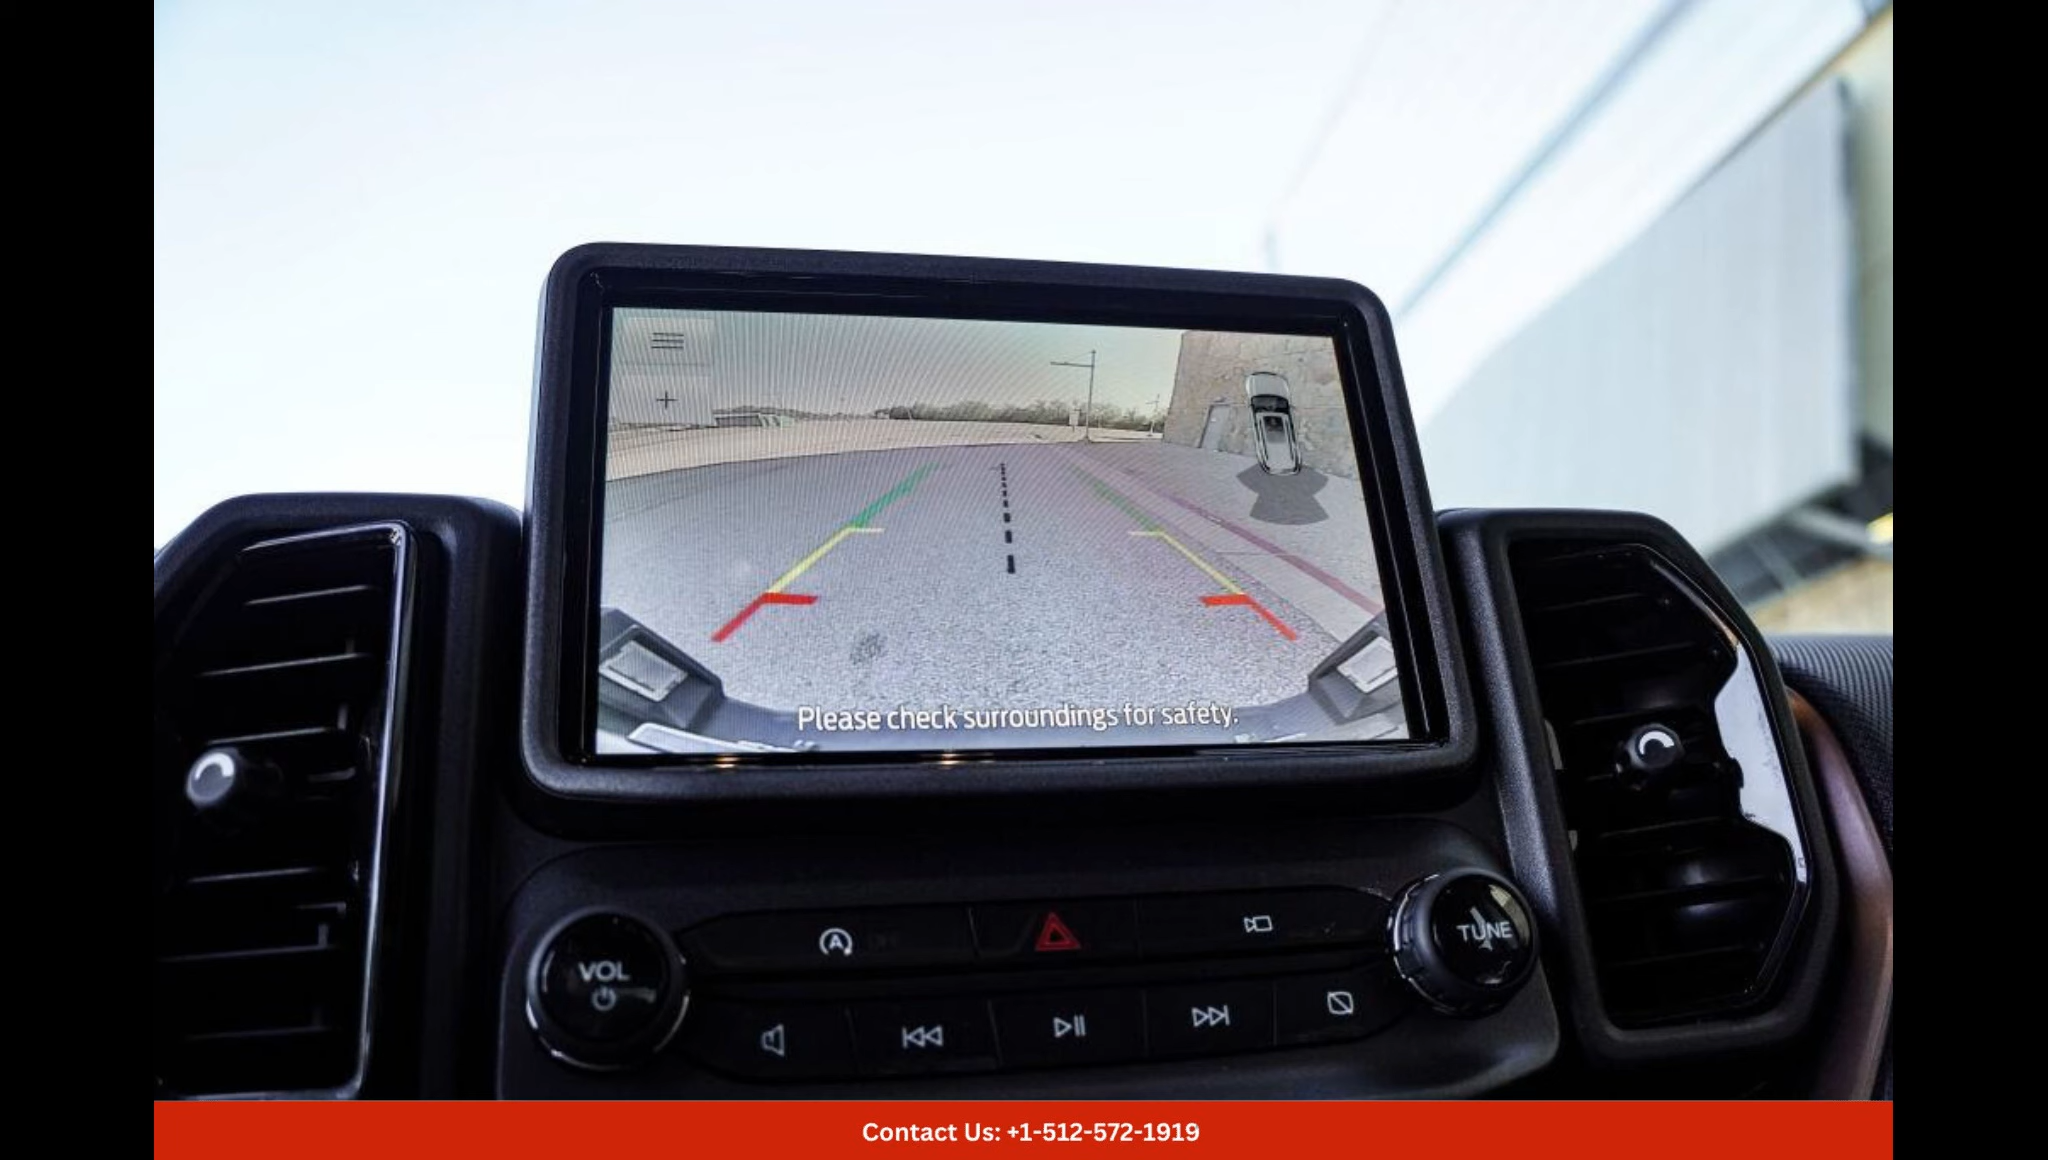 Please check surroundings for safety.
VOL
TUNE
Contact Us: +1-512-572-1919